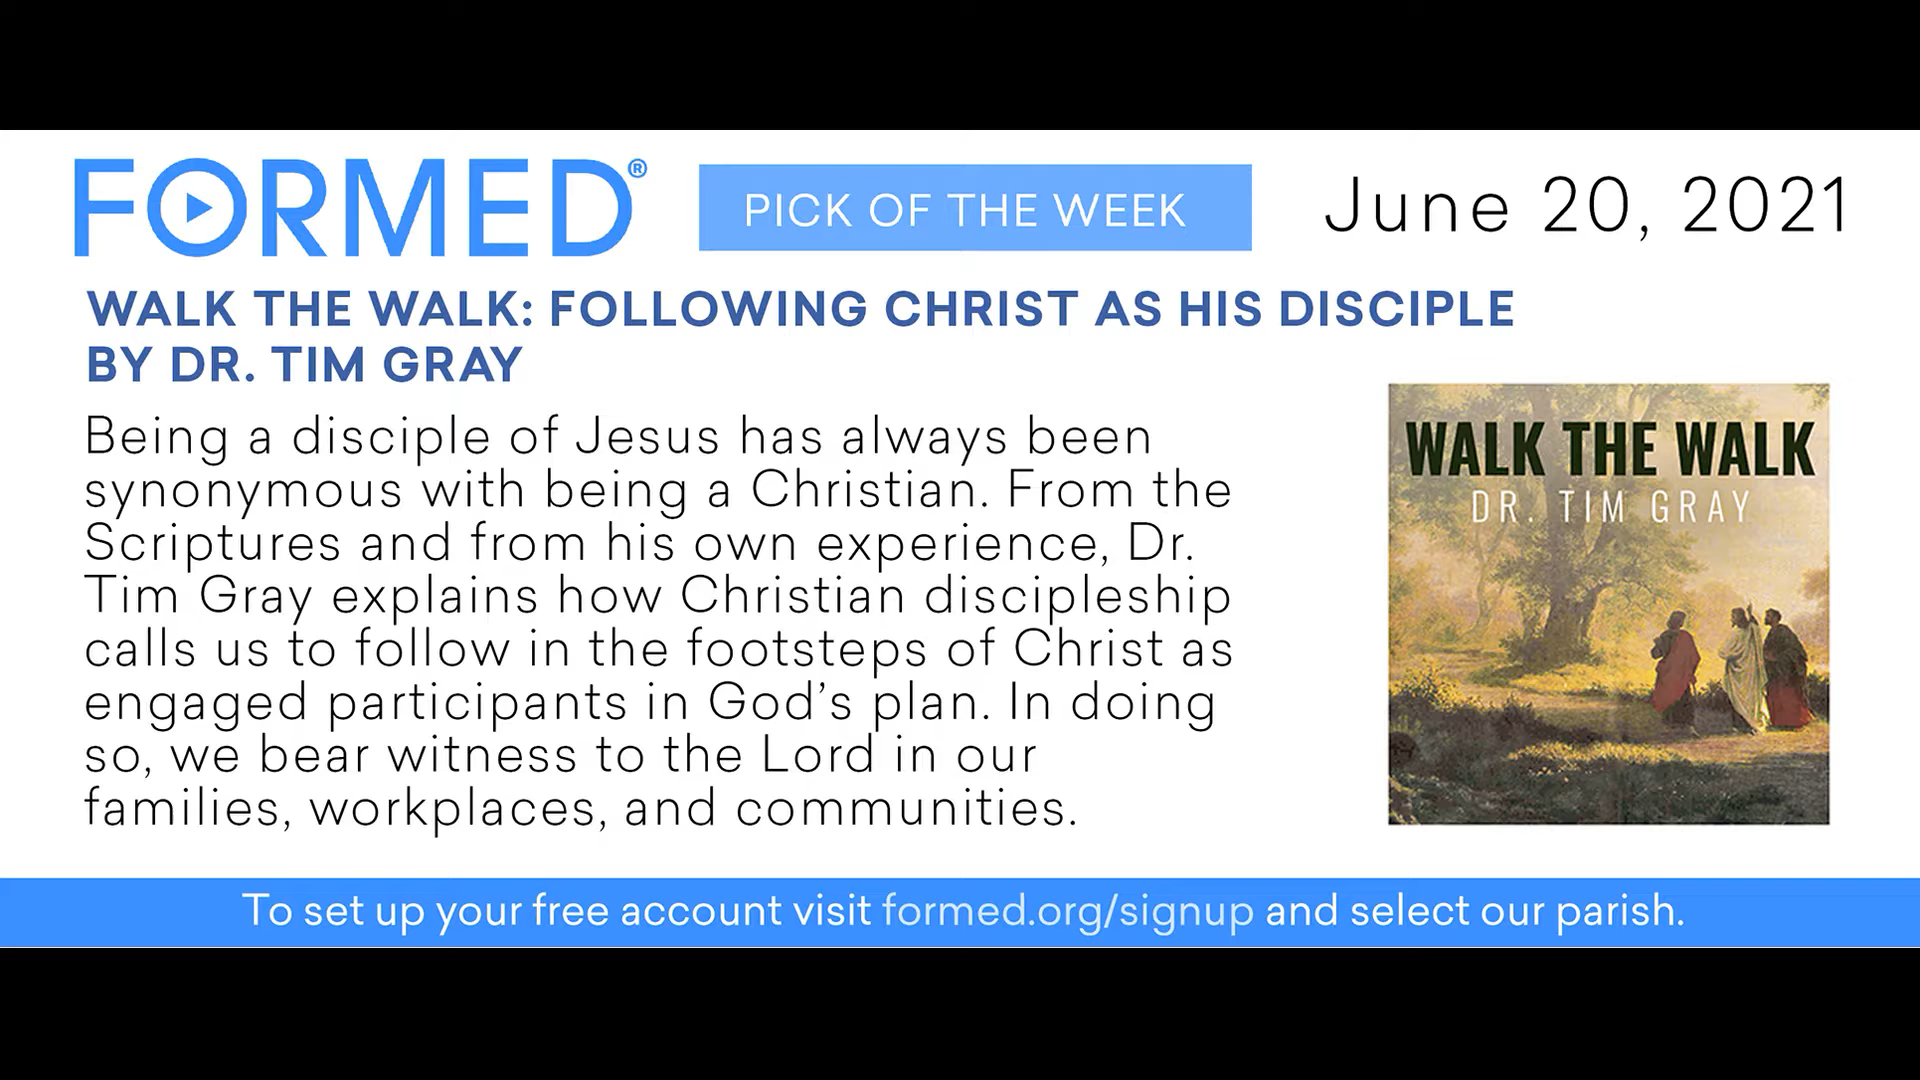 FORMED®
PICK OF THE WEEK
June 20, 2021
WALK THE WALK: FOLLOWING CHRIST AS HIS DISCIPLE
BY DR. TIM GRAY
Being a disciple of Jesus has always been
synonymous with being a Christian. From the
Scriptures and from his own experience, Dr.
Tim Gray explains how Christian discipleship
calls us to follow in the footsteps of Christ as
engaged participants in God’s plan. In doing
so, we bear witness to the Lord in our
families, workplaces, and communities.
WALK THE WALK
DR. TIM GRAY
To set up your free account visit formed.org/signup and select our parish.